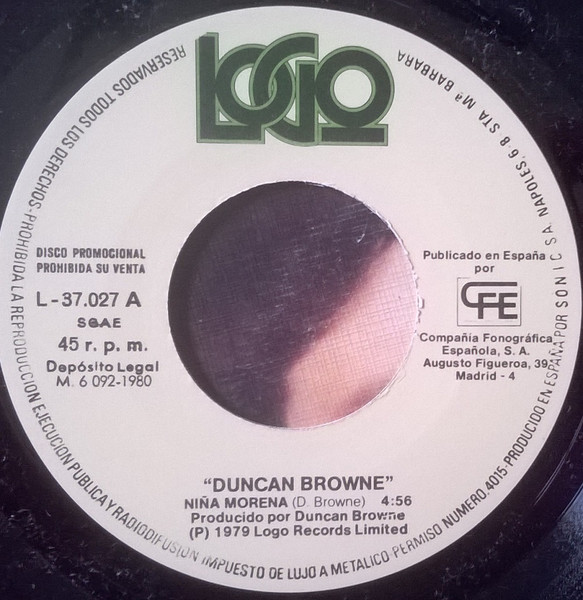 LOGO
DISCO PROMOCIONAL
PROHIBIDA SU VENTA
L-37.027 A
SGAE
45 r. p. m.
Depósito Legal
M. 6 092-1980
Publicado en España
por
CFE
Compañía Fonográfica
Española, S. A.
Augusto Figueroa, 39
Madrid - 4
"DUNCAN BROWNE"
NIÑA MORENA (D. Browne) 4:56
Producido por Duncan Browne
(P) 1979 Logo Records Limited
RESERVADOS TODOS LOS DERECHOS-PROHIBIDA LA REPRODUCCION EJECUCION PUBLICA Y RADIODIFUSION IMPUESTO DE LUJO A METALICO-PERMISO NUMERO 4015-PRODUCIDO EN ESPAÑA POR SONIC S A NAPOLES, 6-8 STA Mª BARBARA